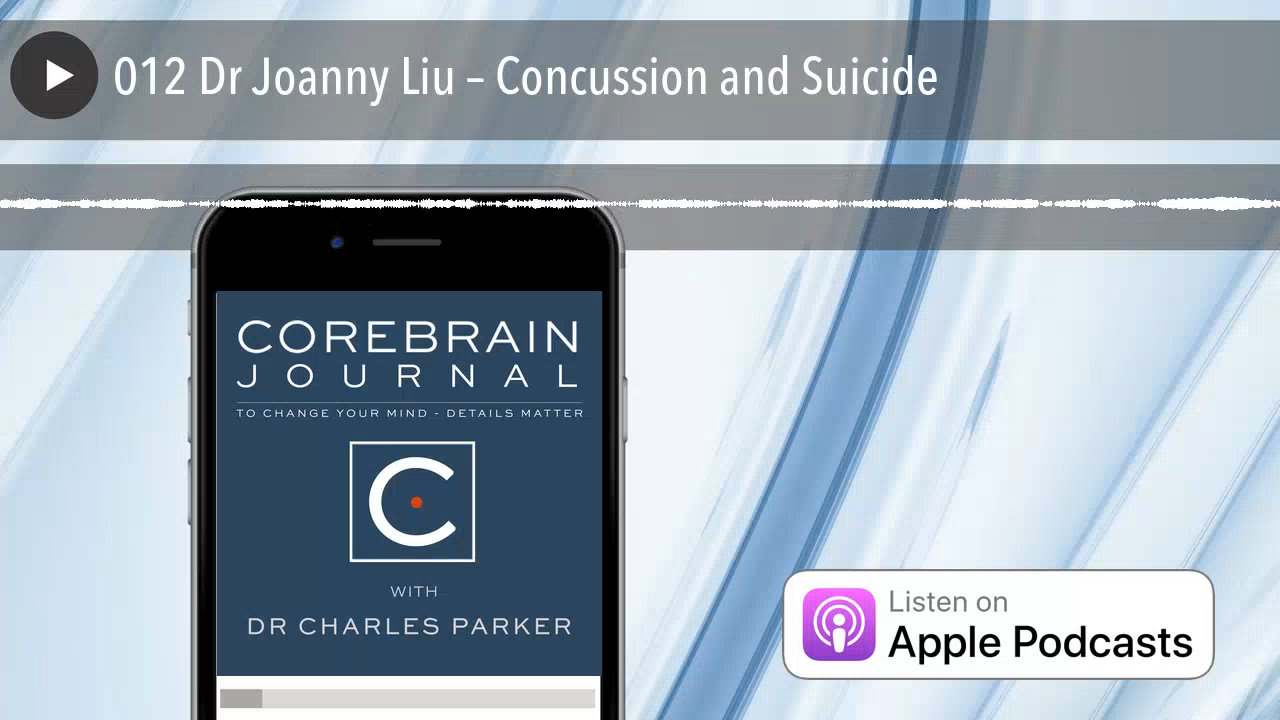 012 Dr Joanny Liu – Concussion and Suicide
COREBRAIN
JOURNAL
TO CHANGE YOUR MIND - DETAILS MATTER
C
WITH
DR CHARLES PARKER
Listen on
Apple Podcasts